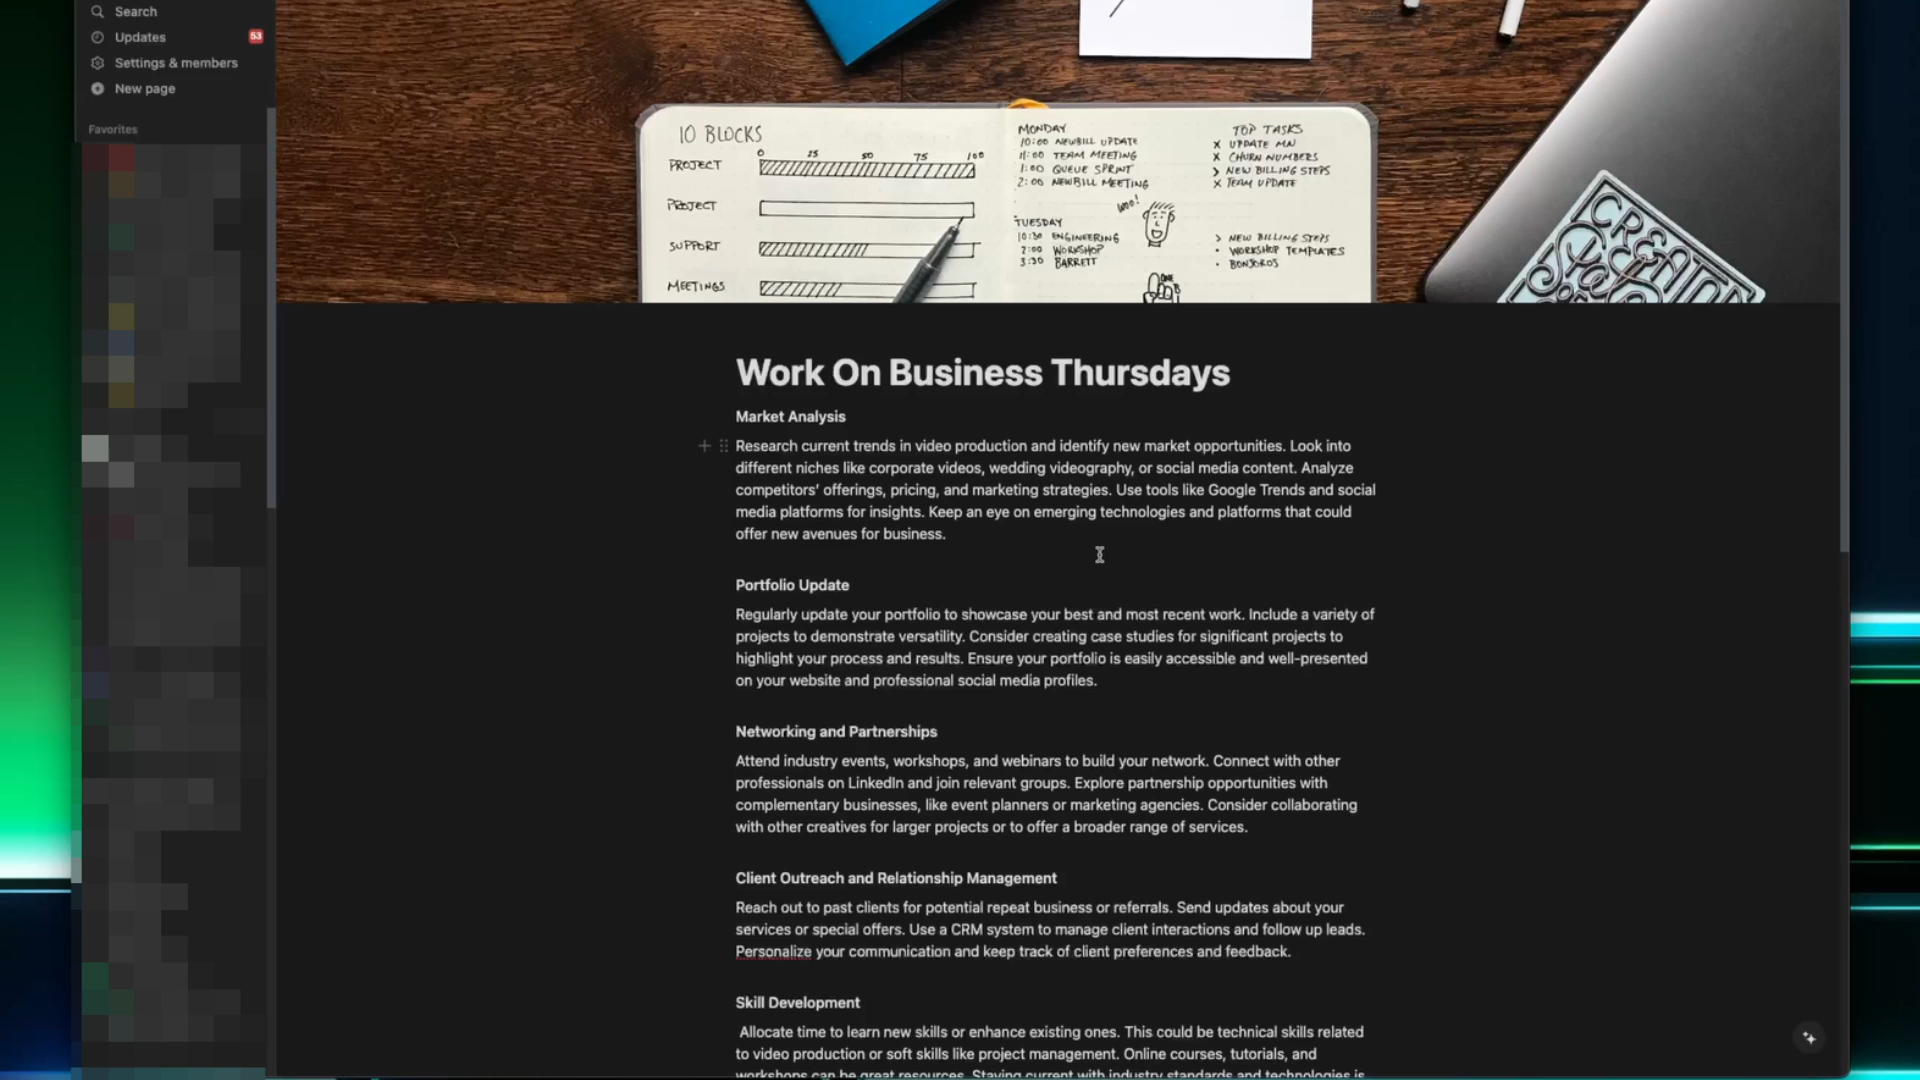 Search
Updates
53
Settings & members
New page
Favorites
10 BLOCKS
0 25 50 75 100
PROJECT
PROJECT
SUPPORT
MEETINGS
MONDAY
10:00 NEWBILL UPDATE
11:00 TEAM MEETING
1:00 QUEUE SPRINT
2:00 NEWBILL MEETING
TOP TASKS
X UPDATE MN
X CHURN NUMBERS
> NEW BILLING STEPS
X TEAM UPDATE
WOO!
TUESDAY
10:30 ENGINEERING
2:00 WORKSHOP
3:30 BARRETT
> NEW BILLING STEPS
• WORKSHOP TEMPLATES
• BONJOROS
ONE
Work On Business Thursdays
Market Analysis
Research current trends in video production and identify new market opportunities. Look into
different niches like corporate videos, wedding videography, or social media content. Analyze
competitors' offerings, pricing, and marketing strategies. Use tools like Google Trends and social
media platforms for insights. Keep an eye on emerging technologies and platforms that could
offer new avenues for business.
Portfolio Update
Regularly update your portfolio to showcase your best and most recent work. Include a variety of
projects to demonstrate versatility. Consider creating case studies for significant projects to
highlight your process and results. Ensure your portfolio is easily accessible and well-presented
on your website and professional social media profiles.
Networking and Partnerships
Attend industry events, workshops, and webinars to build your network. Connect with other
professionals on LinkedIn and join relevant groups. Explore partnership opportunities with
complementary businesses, like event planners or marketing agencies. Consider collaborating
with other creatives for larger projects or to offer a broader range of services.
Client Outreach and Relationship Management
Reach out to past clients for potential repeat business or referrals. Send updates about your
services or special offers. Use a CRM system to manage client interactions and follow up leads.
Personalize your communication and keep track of client preferences and feedback.
Skill Development
Allocate time to learn new skills or enhance existing ones. This could be technical skills related
to video production or soft skills like project management. Online courses, tutorials, and
workshops can be great resources. Staying current with industry standards and technologies is